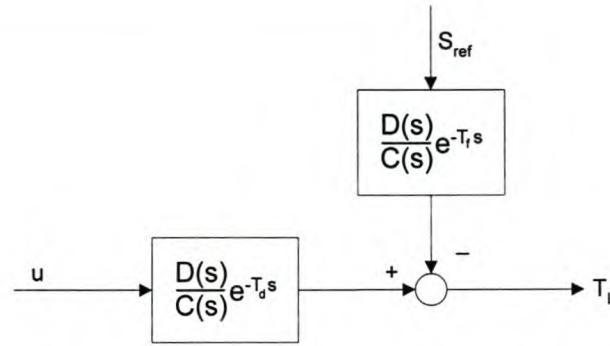 S_ref
D(s)
C(s) e^-T_f s
−
u
D(s)
C(s) e^-T_d s
+